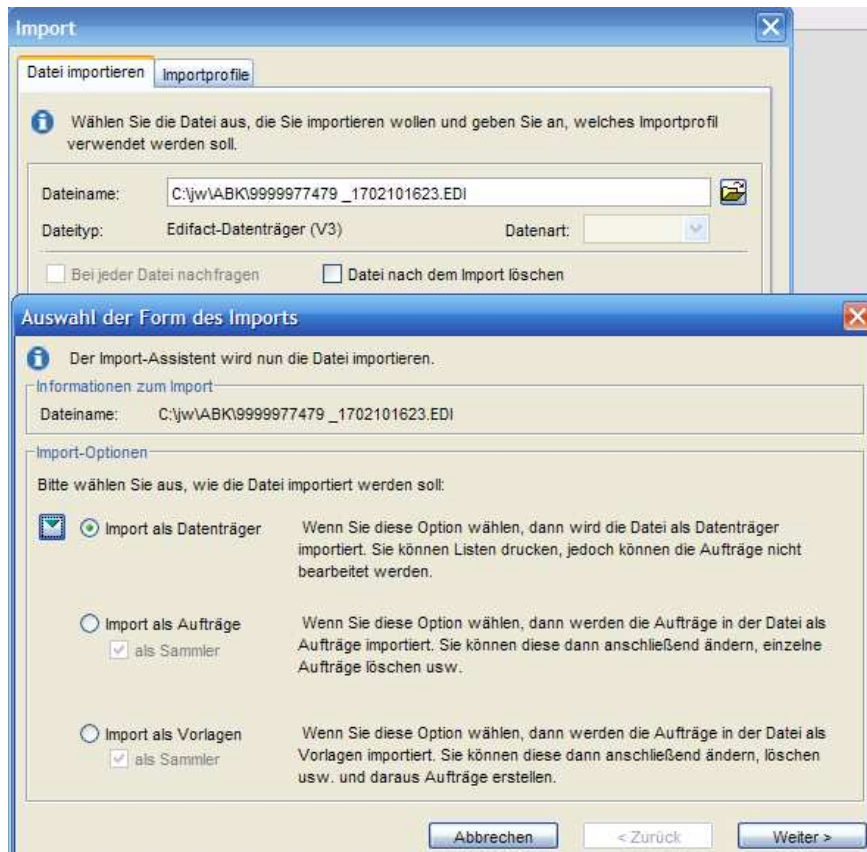 Import
Datei importieren
Importprofile
Wählen Sie die Datei aus, die Sie importieren wollen und geben Sie an, welches Importprofil
verwendet werden soll.
Dateiname: C:\jw\ABK\9999977479 _1702101623.EDI
Dateityp: Edifact-Datenträger (V3) Datenart:
Bei jeder Datei nachfragen Datei nach dem Import löschen
Auswahl der Form des Imports
Der Import-Assistent wird nun die Datei importieren.
Informationen zum Import
Dateiname: C:\jw\ABK\9999977479 _1702101623.EDI
Import-Optionen
Bitte wählen Sie aus, wie die Datei importiert werden soll:
Import als Datenträger
Wenn Sie diese Option wählen, dann wird die Datei als Datenträger
importiert. Sie können Listen drucken, jedoch können die Aufträge nicht
bearbeitet werden.
Import als Aufträge
als Sammler
Wenn Sie diese Option wählen, dann werden die Aufträge in der Datei als
Aufträge importiert. Sie können diese dann anschließend ändern, einzelne
Aufträge löschen usw.
Import als Vorlagen
als Sammler
Wenn Sie diese Option wählen, dann werden die Aufträge in der Datei als
Vorlagen importiert. Sie können diese dann anschließend ändern, löschen
usw. und daraus Aufträge erstellen.
Abbrechen < Zurück Weiter >